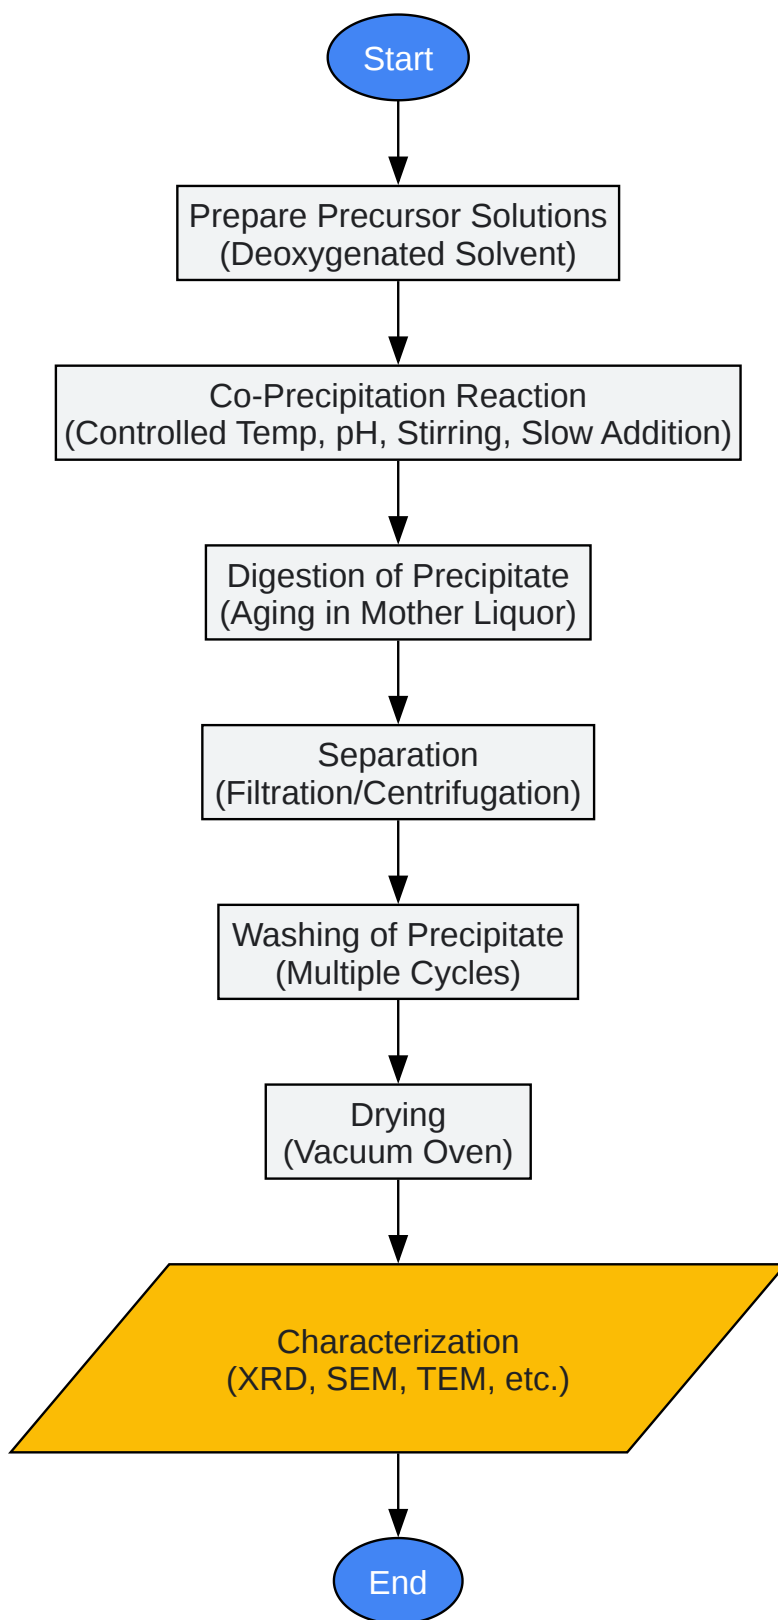 Start
Prepare Precursor Solutions
(Deoxygenated Solvent)
Co-Precipitation Reaction
(Controlled Temp, pH, Stirring, Slow Addition)
Digestion of Precipitate
(Aging in Mother Liquor)
Separation
(Filtration/Centrifugation)
Washing of Precipitate
(Multiple Cycles)
Drying
(Vacuum Oven)
Characterization
(XRD, SEM, TEM, etc.)
End